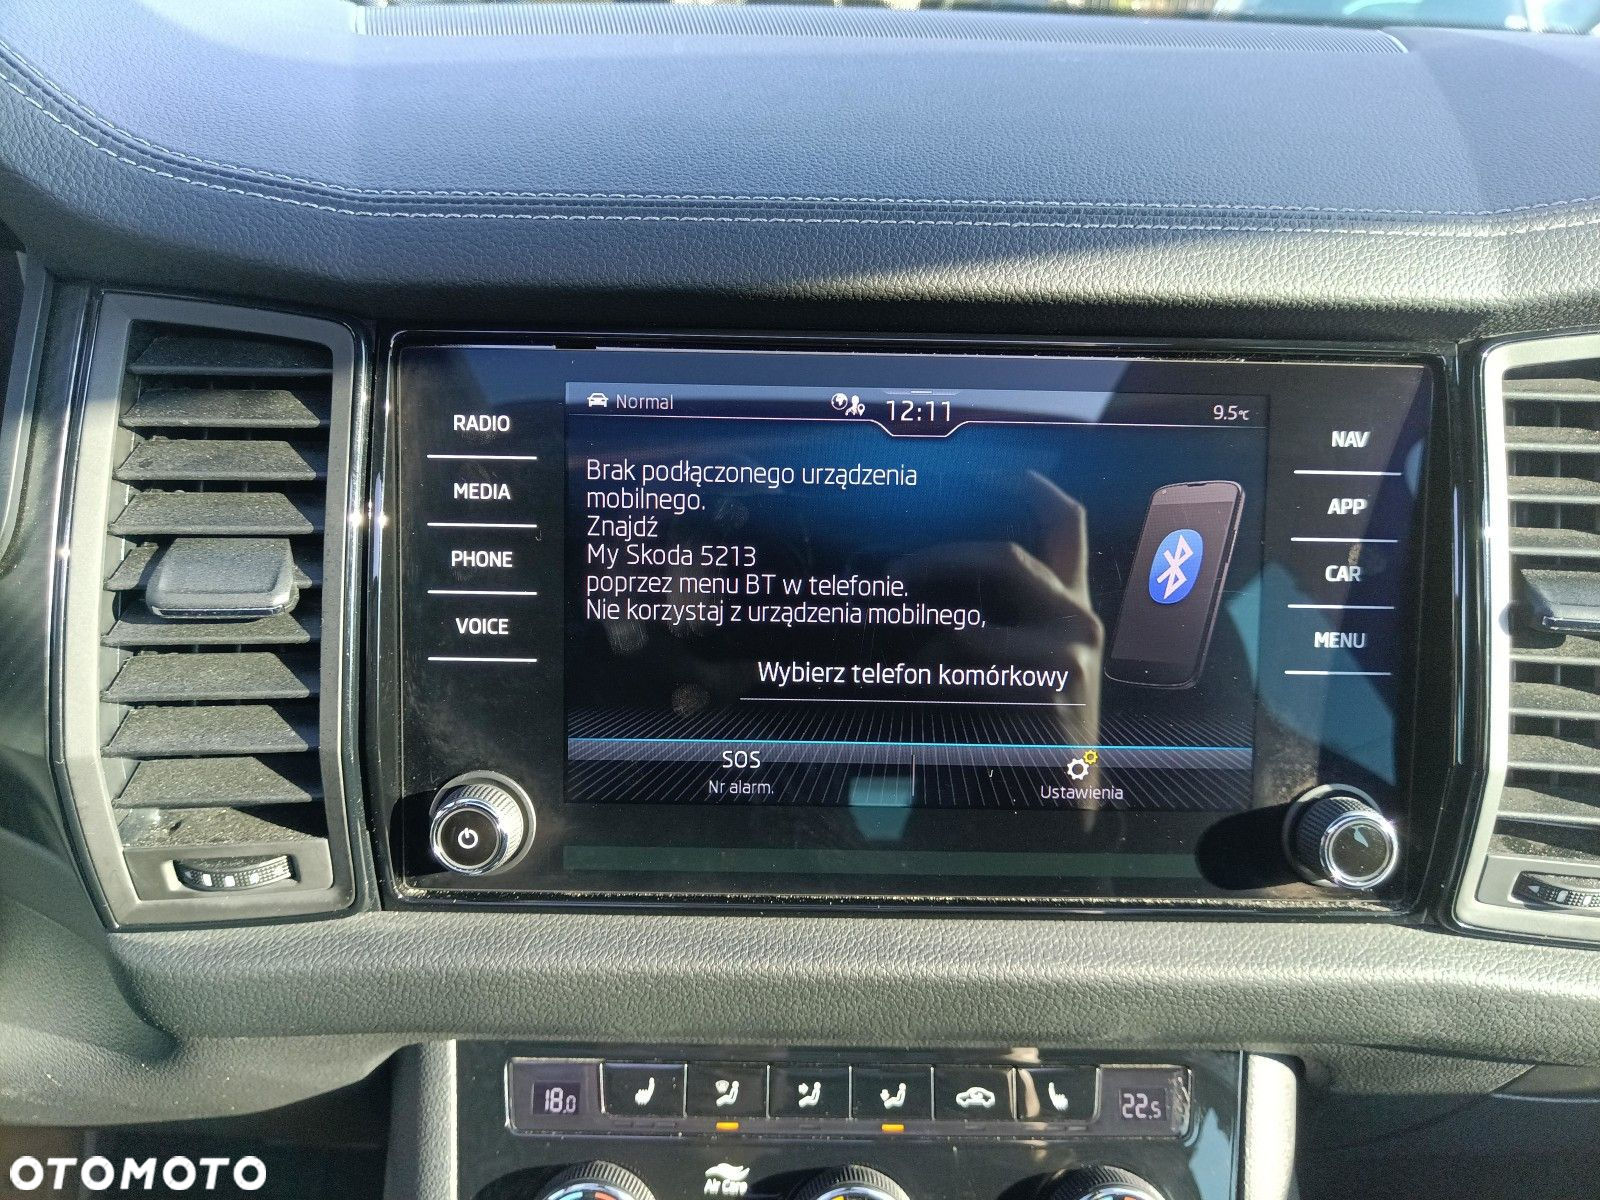 Normal
12:11
9.5°C
RADIO
MEDIA
PHONE
VOICE
Brak podłączonego urządzenia
mobilnego.
Znajdź
My Skoda 5213
poprzez menu BT w telefonie.
Nie korzystaj z urządzenia mobilnego,
Wybierz telefon komórkowy
SOS
Nr alarm.
Ustawienia
NAV
APP
CAR
MENU
18.0
22.5
Air Care
OTOMOTO